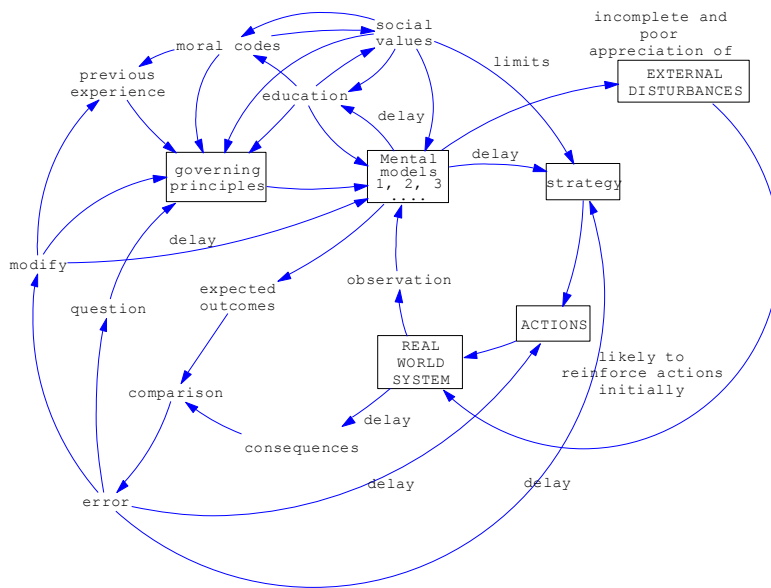 incomplete and
poor
appreciation of
social
values
moral codes
limits
previous
experience
EXTERNAL
DISTURBANCES
education
delay
governing
principles
Mental
models
1, 2, 3
....
delay
strategy
delay
modify
expected
outcomes
observation
question
ACTIONS
REAL
WORLD
SYSTEM
likely to
reinforce actions
initially
comparison
delay
consequences
delay
delay
error